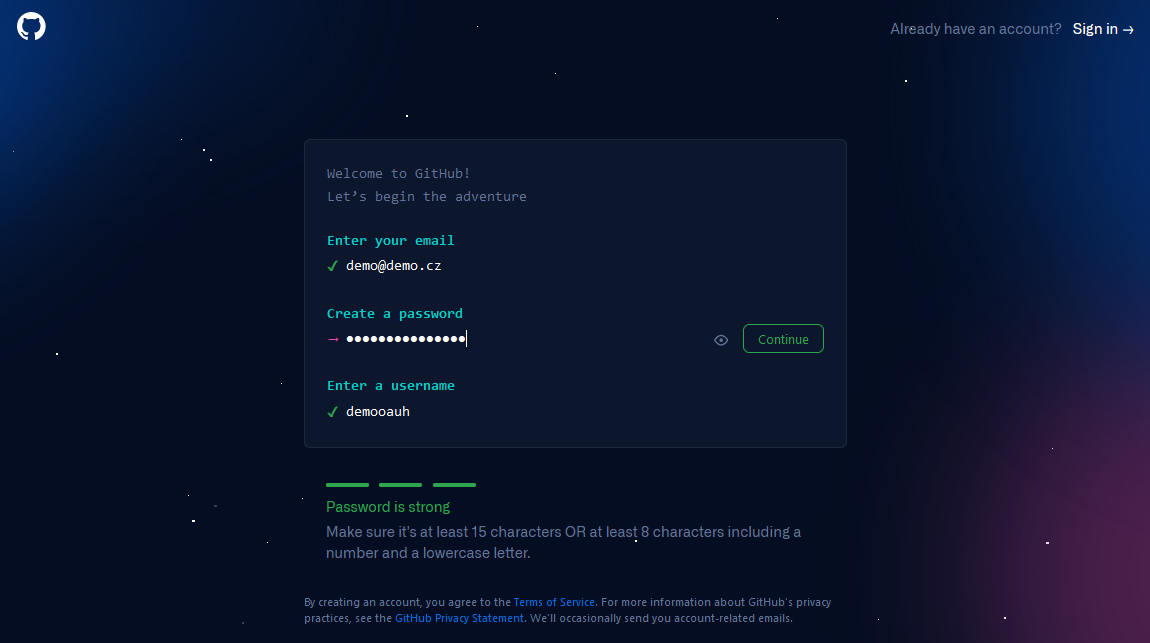 Already have an account? Sign in →
Welcome to GitHub!
Let’s begin the adventure
Enter your email
✓ demo@demo.cz
Create a password
→ •••••••••••••••
Continue
Enter a username
✓ demooauh
Password is strong
Make sure it's at least 15 characters OR at least 8 characters including a
number and a lowercase letter.
By creating an account, you agree to the Terms of Service. For more information about GitHub's privacy
practices, see the GitHub Privacy Statement. We'll occasionally send you account-related emails.